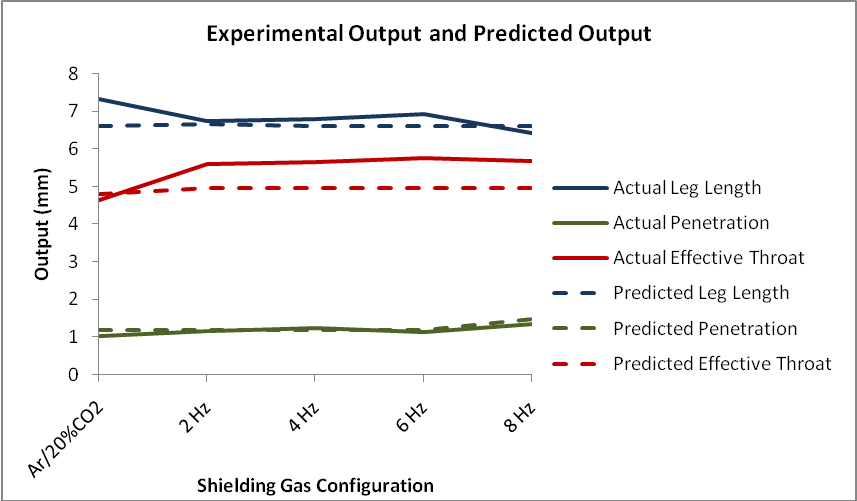 Experimental Output and Predicted Output
8
7
6
5
4
3
2
1
0
Output (mm)
Ar/20%CO2
2 Hz
4 Hz
6 Hz
8 Hz
Shielding Gas Configuration
Actual Leg Length
Actual Penetration
Actual Effective Throat
Predicted Leg Length
Predicted Penetration
Predicted Effective Throat